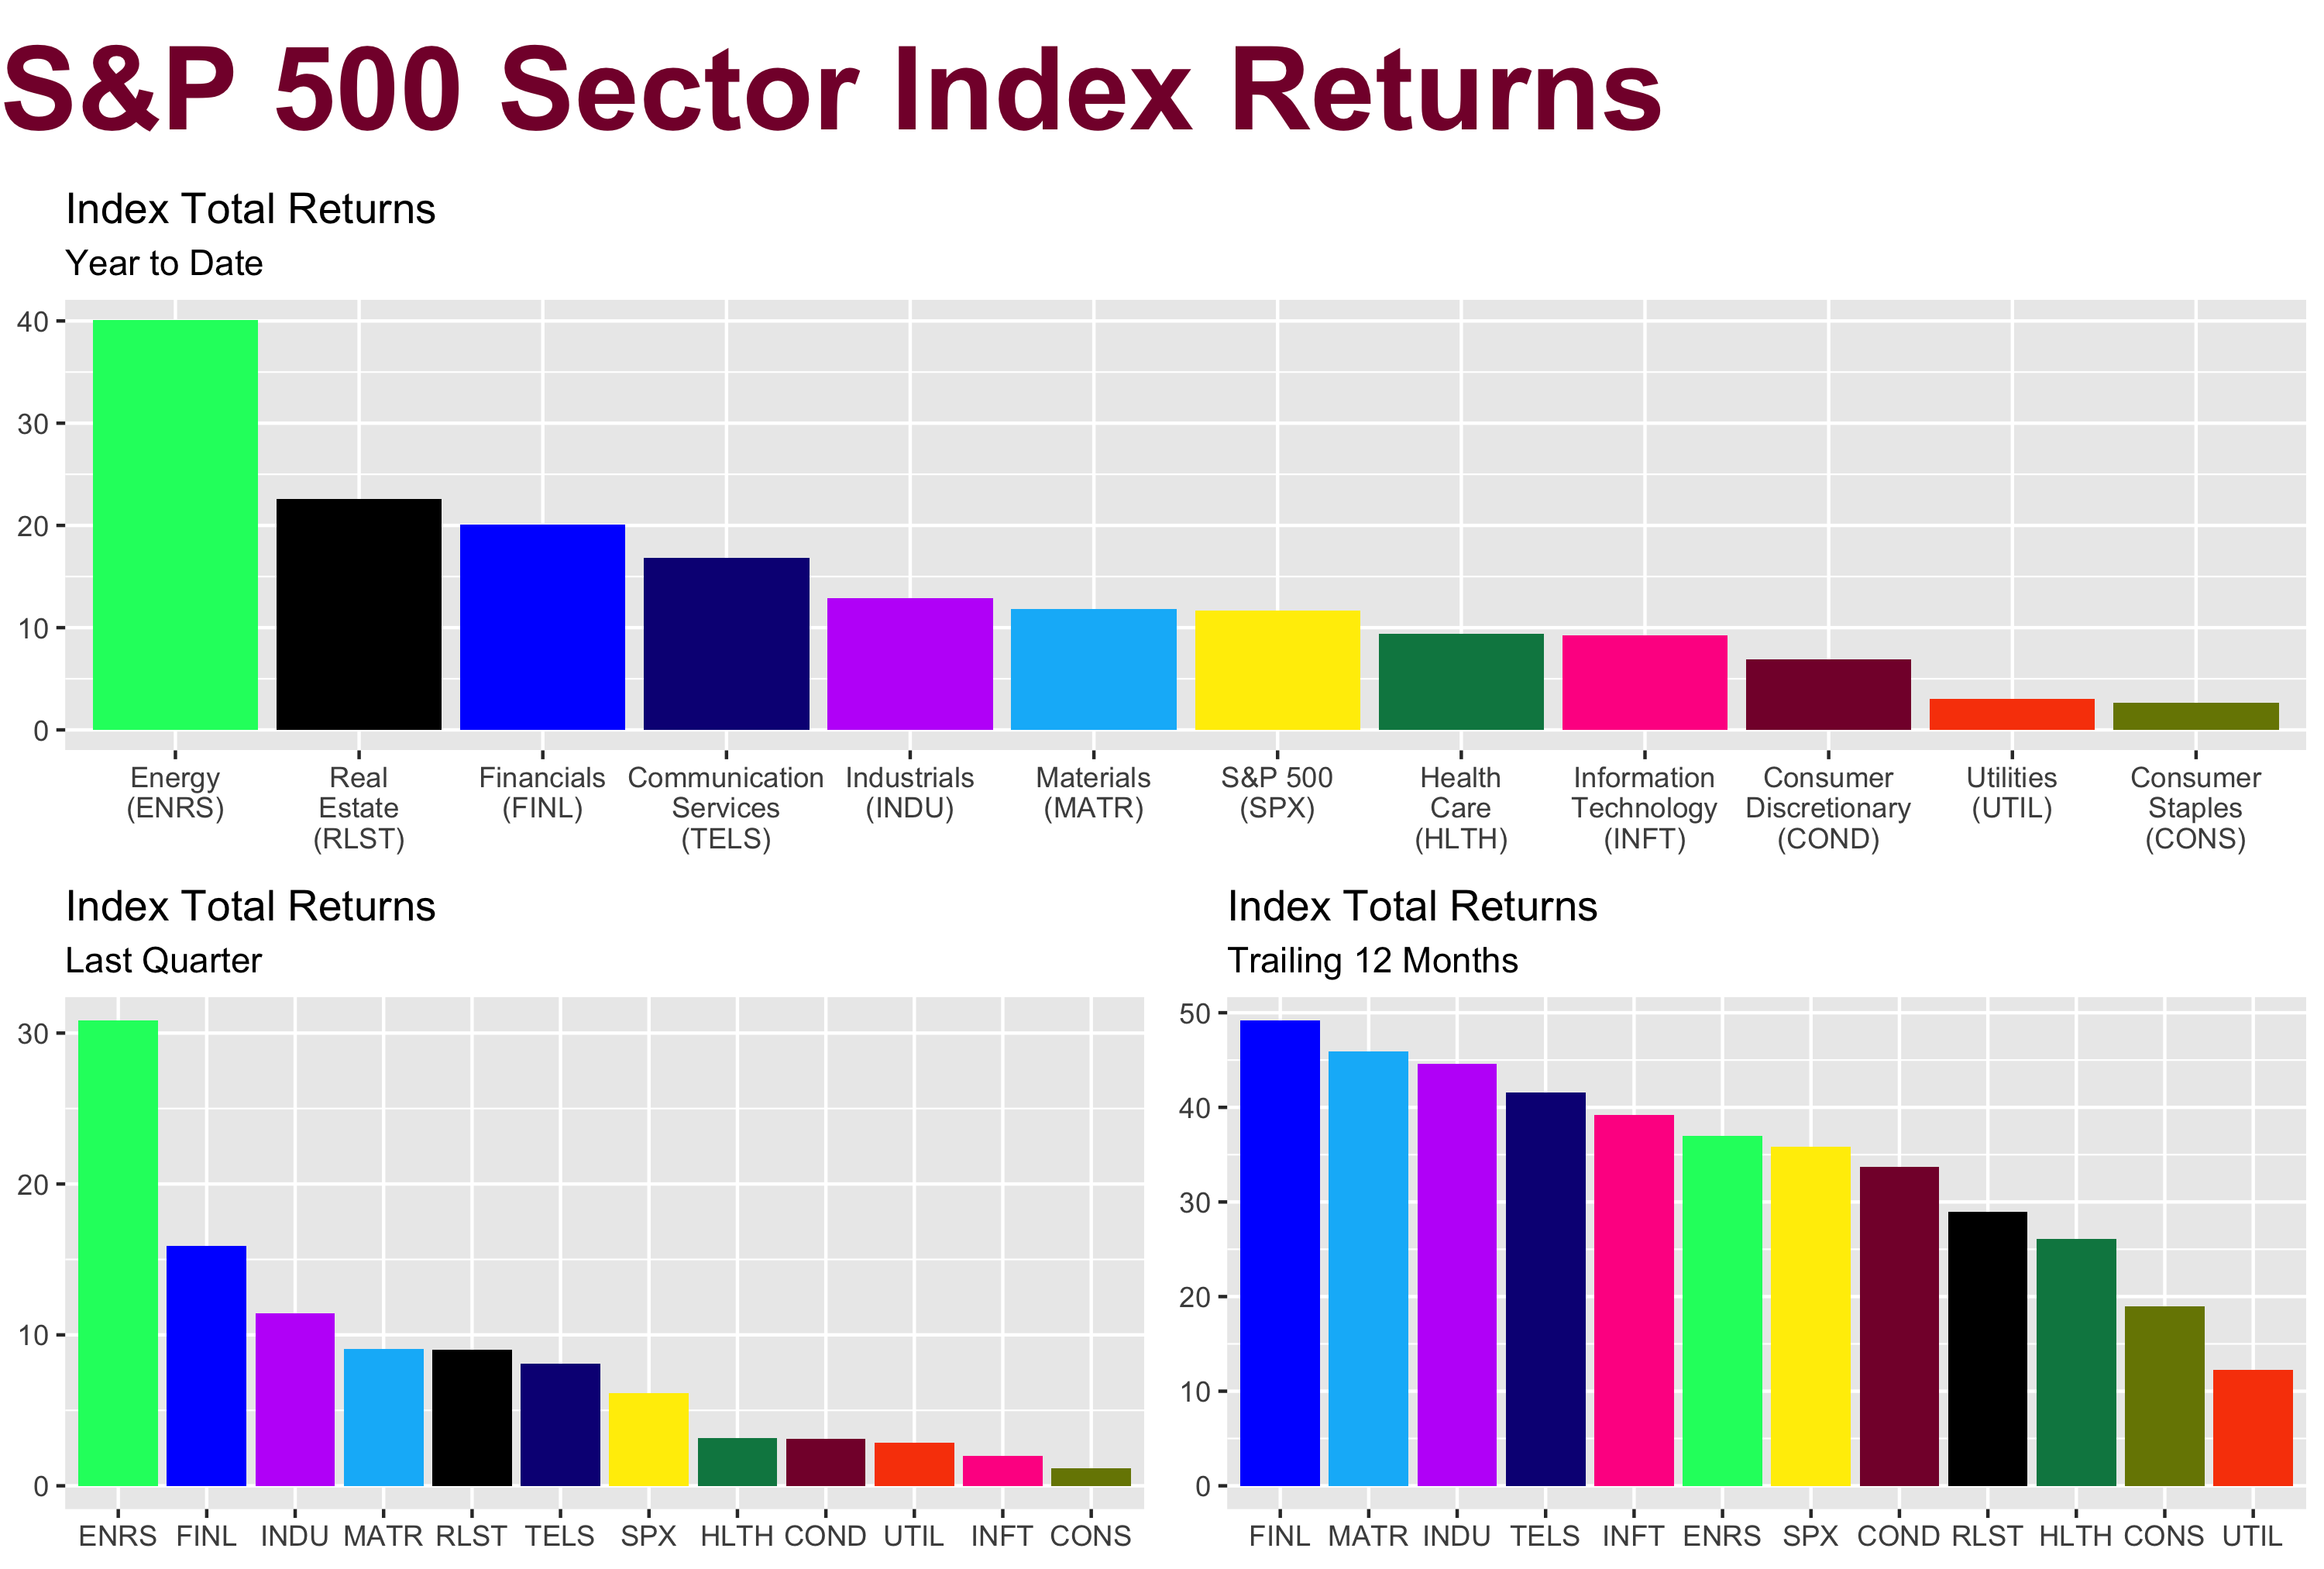 S&P 500 Sector Index Returns
Index Total Returns
Year to Date
40
30
20
10
0
Energy
(ENRS)
Real
Estate
(RLST)
Financials
(FINL)
Communication
Services
(TELS)
Industrials
(INDU)
Materials
(MATR)
S&P 500
(SPX)
Health
Care
(HLTH)
Information
Technology
(INFT)
Consumer
Discretionary
(COND)
Utilities
(UTIL)
Consumer
Staples
(CONS)
Index Total Returns
Last Quarter
30
20
10
0
ENRS FINL INDU MATR RLST TELS SPX HLTH COND UTIL INFT CONS
Index Total Returns
Trailing 12 Months
50
40
30
20
10
0
FINL MATR INDU TELS INFT ENRS SPX COND RLST HLTH CONS UTIL